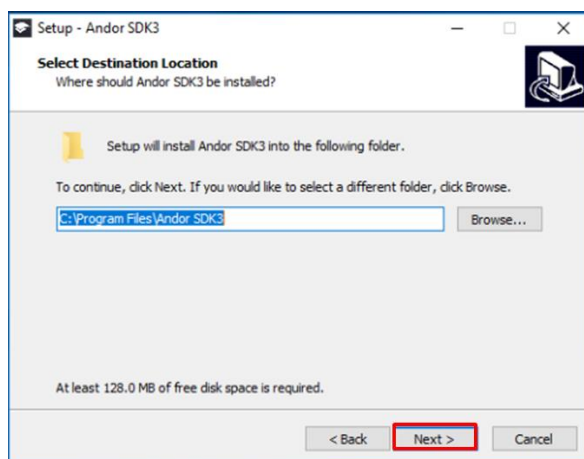 Setup - Andor SDK3
Select Destination Location
Where should Andor SDK3 be installed?
Setup will install Andor SDK3 into the following folder.
To continue, click Next. If you would like to select a different folder, click Browse.
C:\Program Files\Andor SDK3
Browse...
At least 128.0 MB of free disk space is required.
< Back Next > Cancel